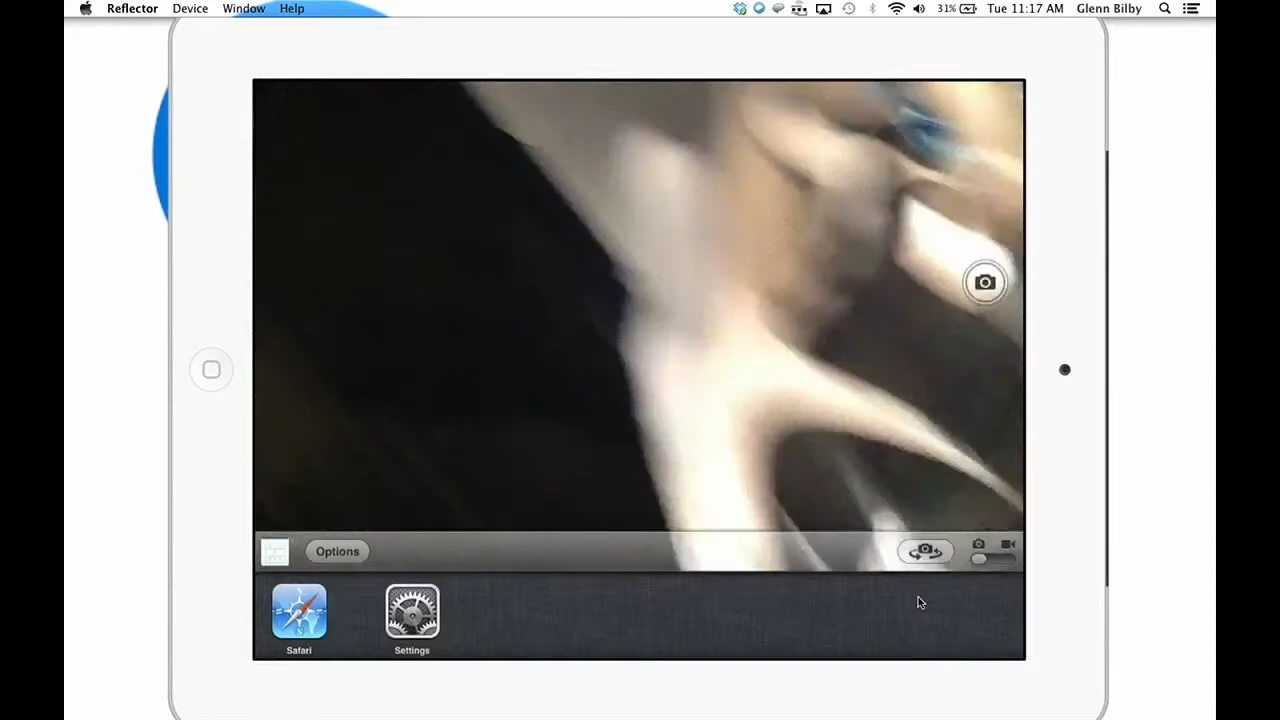 Reflector Device Window Help 31% Tue 11:17 AM Glenn Bilby
Options
Safari Settings